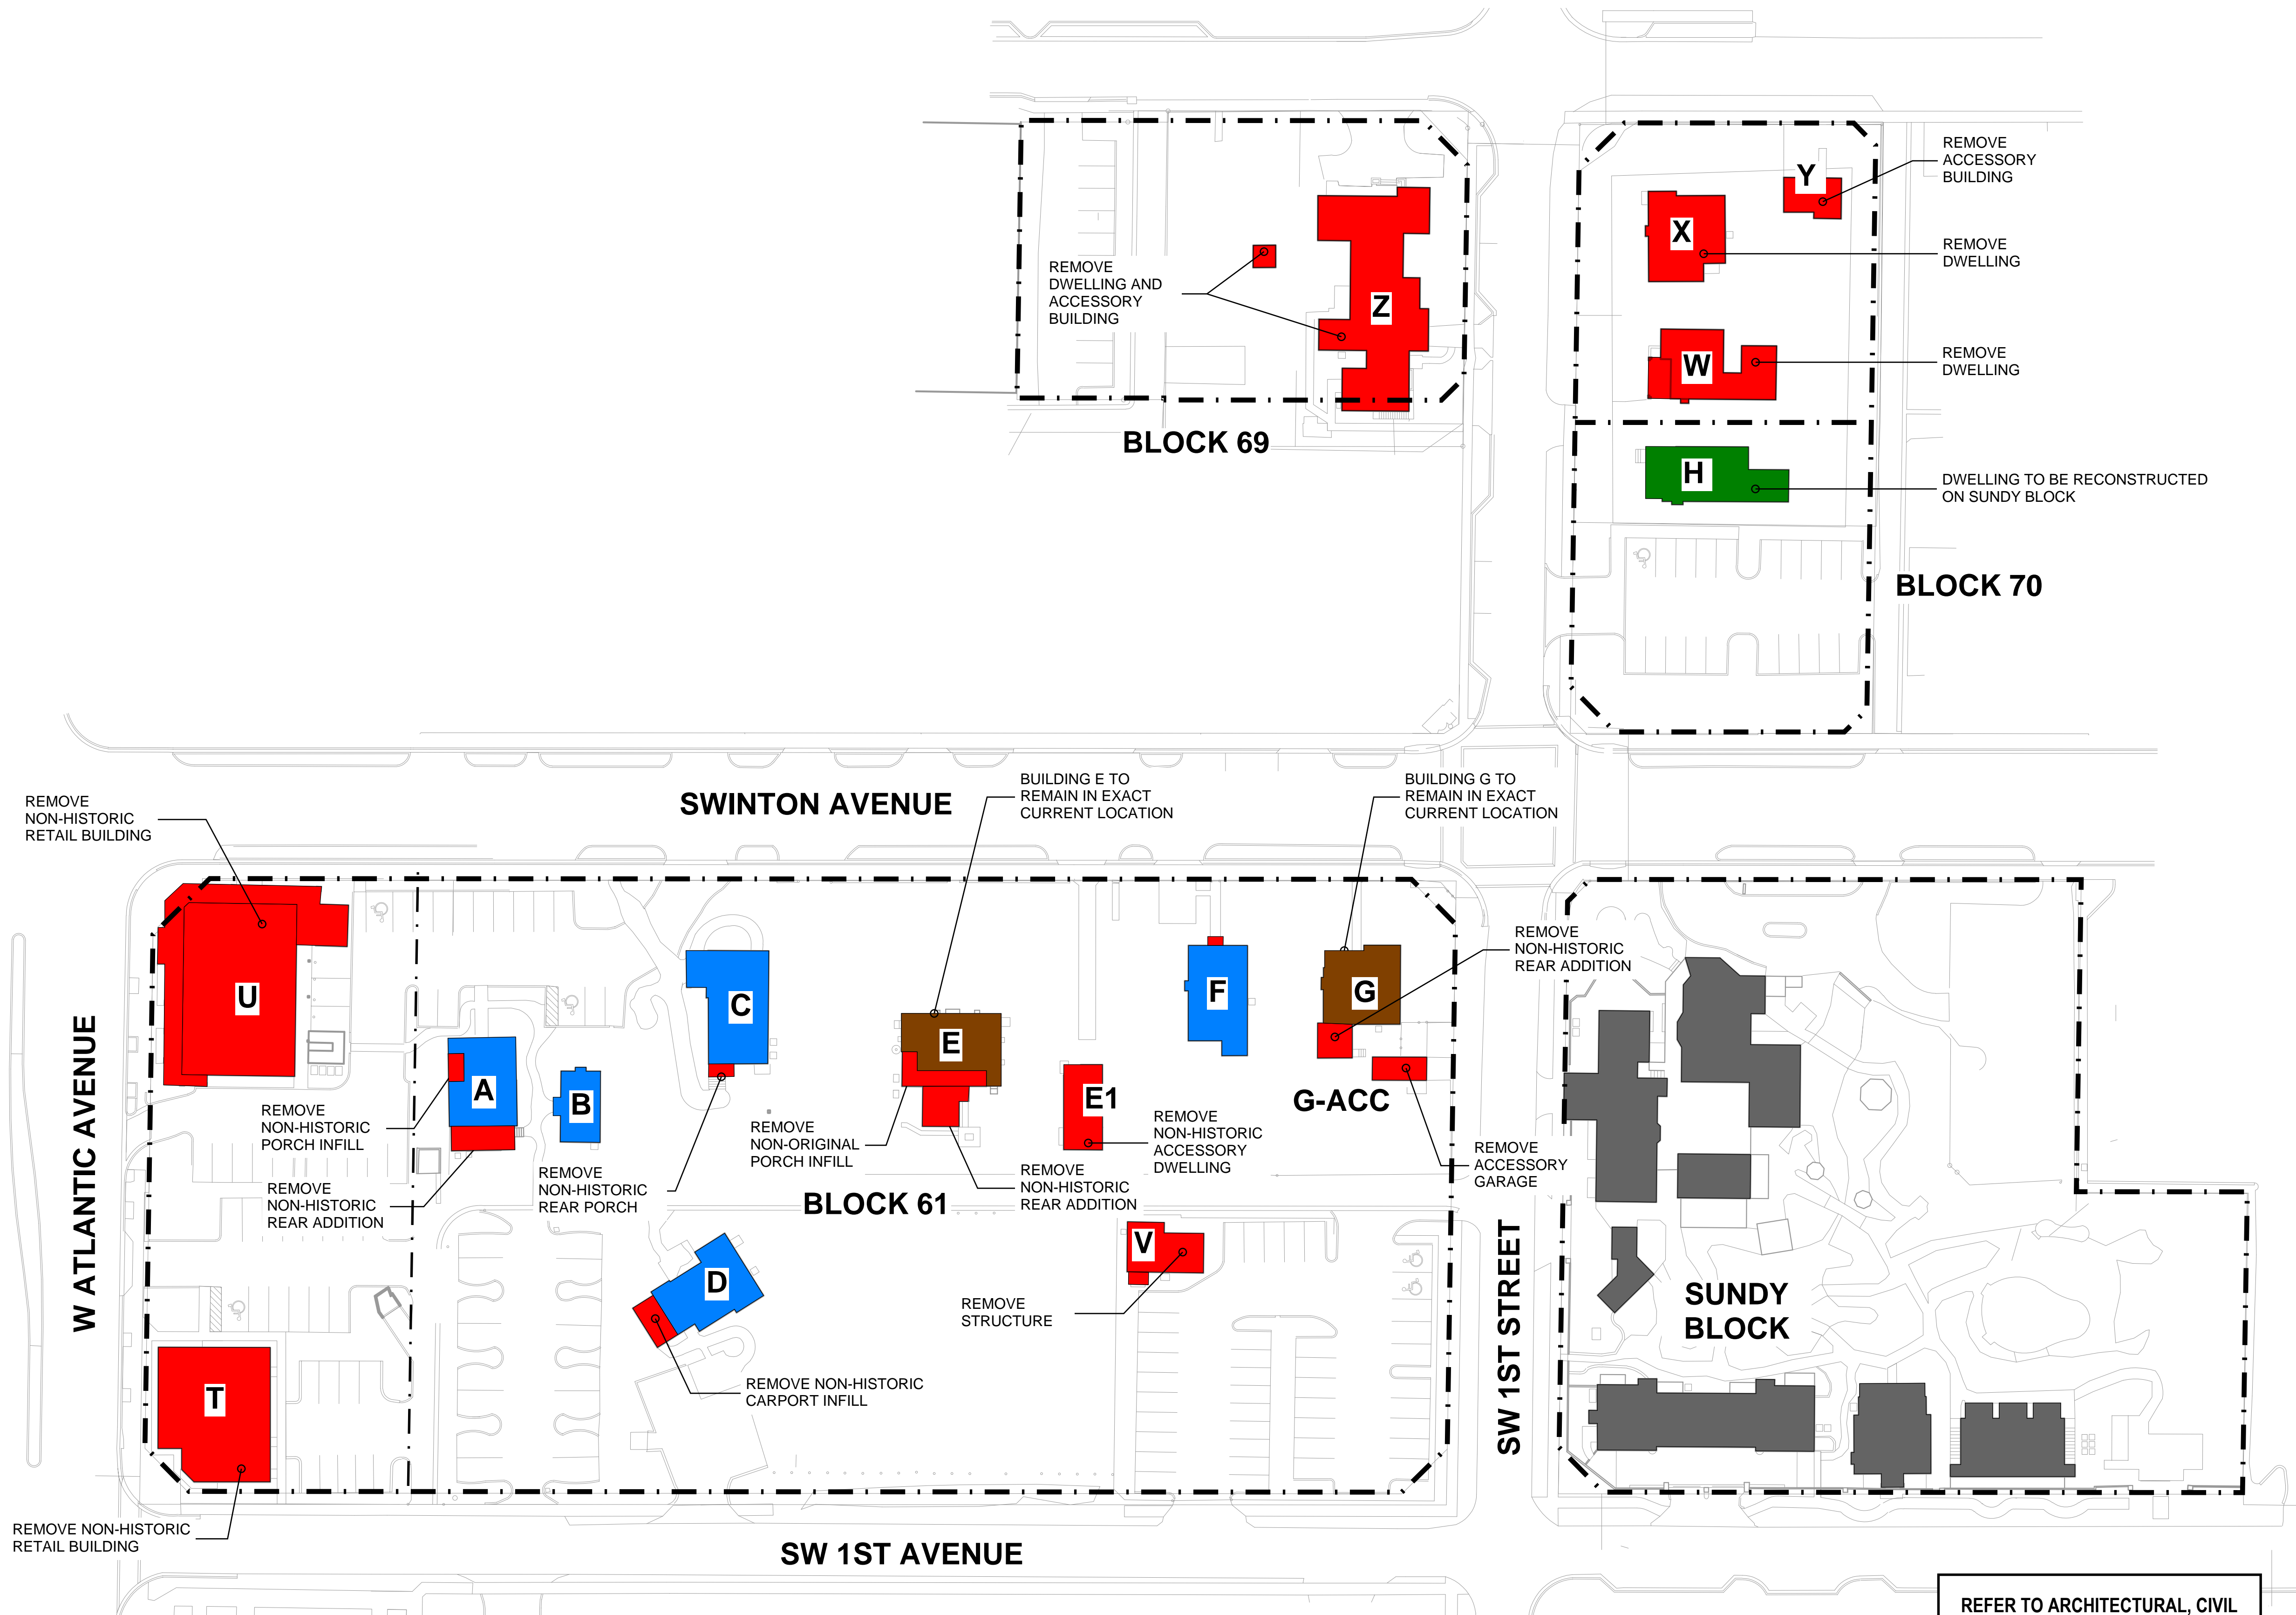 REMOVE
ACCESSORY
BUILDING
Y
X
REMOVE
DWELLING
REMOVE
DWELLING AND
ACCESSORY
BUILDING
Z
W
REMOVE
DWELLING
BLOCK 69
H
DWELLING TO BE RECONSTRUCTED
ON SUNDY BLOCK
BLOCK 70
SWINTON AVENUE
BUILDING E TO
REMAIN IN EXACT
CURRENT LOCATION
BUILDING G TO
REMAIN IN EXACT
CURRENT LOCATION
REMOVE
NON-HISTORIC
RETAIL BUILDING
REMOVE
NON-HISTORIC
REAR ADDITION
U
C
F
G
E
A
B
E1
G-ACC
W ATLANTIC AVENUE
REMOVE
NON-HISTORIC
PORCH INFILL
REMOVE
NON-HISTORIC
REAR ADDITION
REMOVE
NON-HISTORIC
REAR PORCH
REMOVE
NON-ORIGINAL
PORCH INFILL
REMOVE
NON-HISTORIC
REAR ADDITION
REMOVE
NON-HISTORIC
ACCESSORY
DWELLING
REMOVE
ACCESSORY
GARAGE
BLOCK 61
V
D
REMOVE
STRUCTURE
SW 1ST STREET
SUNDY
BLOCK
T
REMOVE NON-HISTORIC
CARPORT INFILL
REMOVE NON-HISTORIC
RETAIL BUILDING
SW 1ST AVENUE
REFER TO ARCHITECTURAL, CIVIL